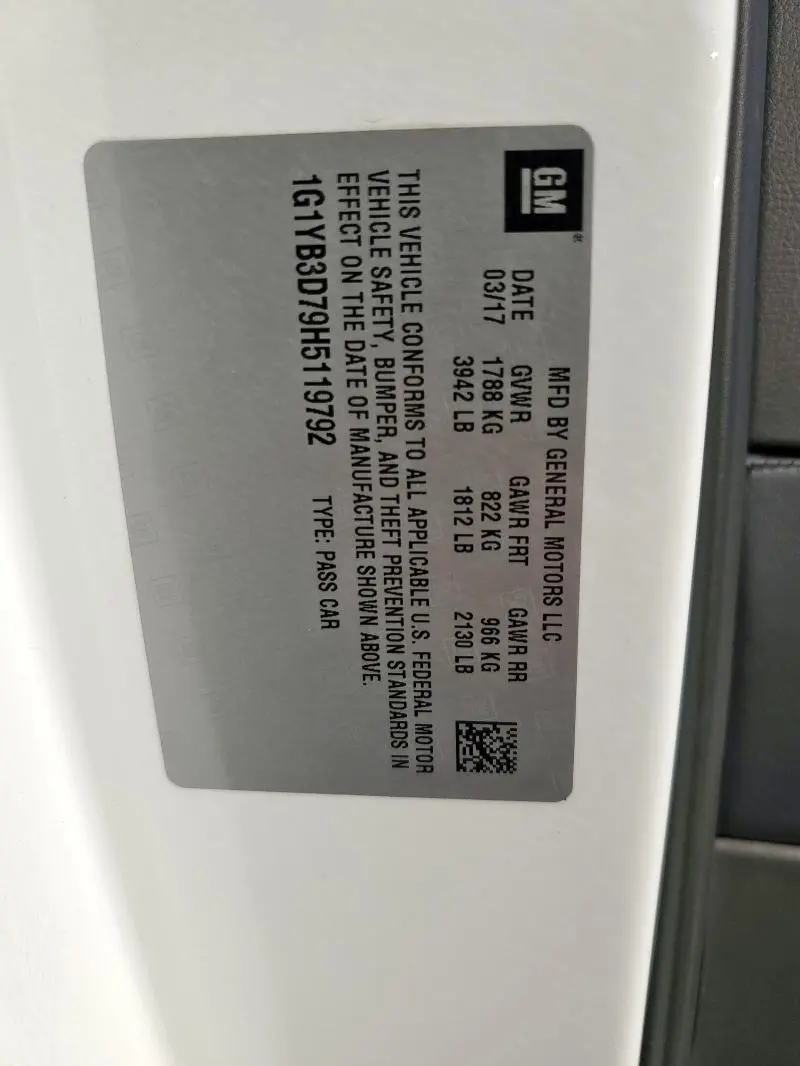 GM®
MFD BY GENERAL MOTORS LLC
DATE GVWR GAWR FRT GAWR RR
03/17 1788 KG 822 KG 966 KG
3942 LB 1812 LB 2130 LB
THIS VEHICLE CONFORMS TO ALL APPLICABLE U.S. FEDERAL MOTOR
VEHICLE SAFETY, BUMPER, AND THEFT PREVENTION STANDARDS IN
EFFECT ON THE DATE OF MANUFACTURE SHOWN ABOVE.
1G1YB3D79H5119792 TYPE: PASS CAR